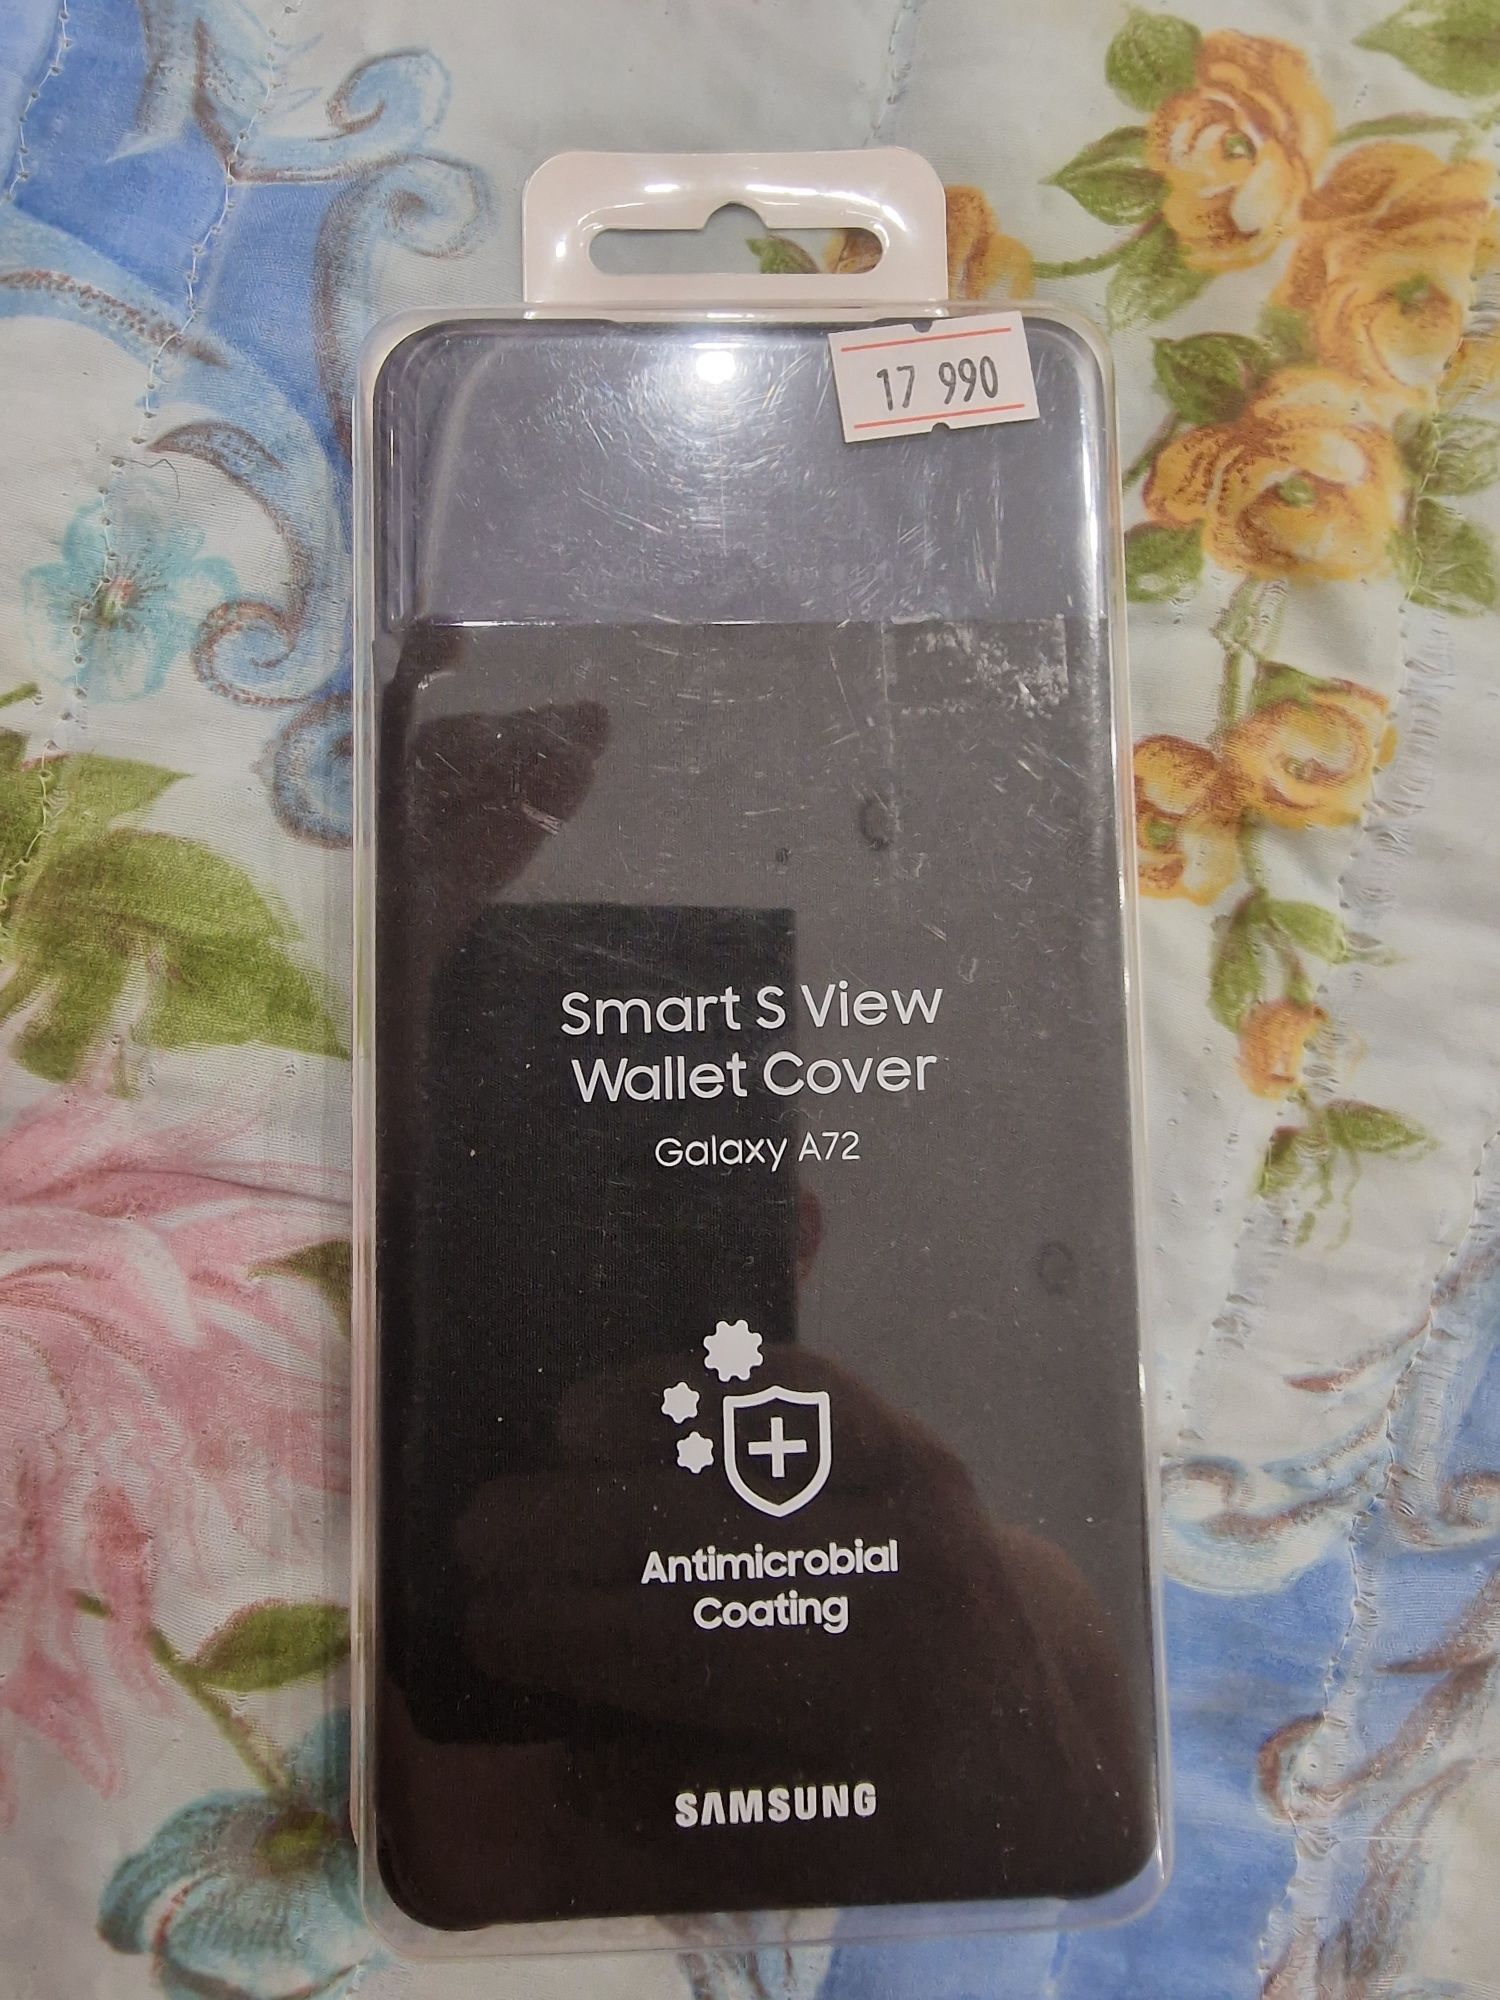 17 990
Smart S View
Wallet Cover
Galaxy A72
Antimicrobial
Coating
SAMSUNG